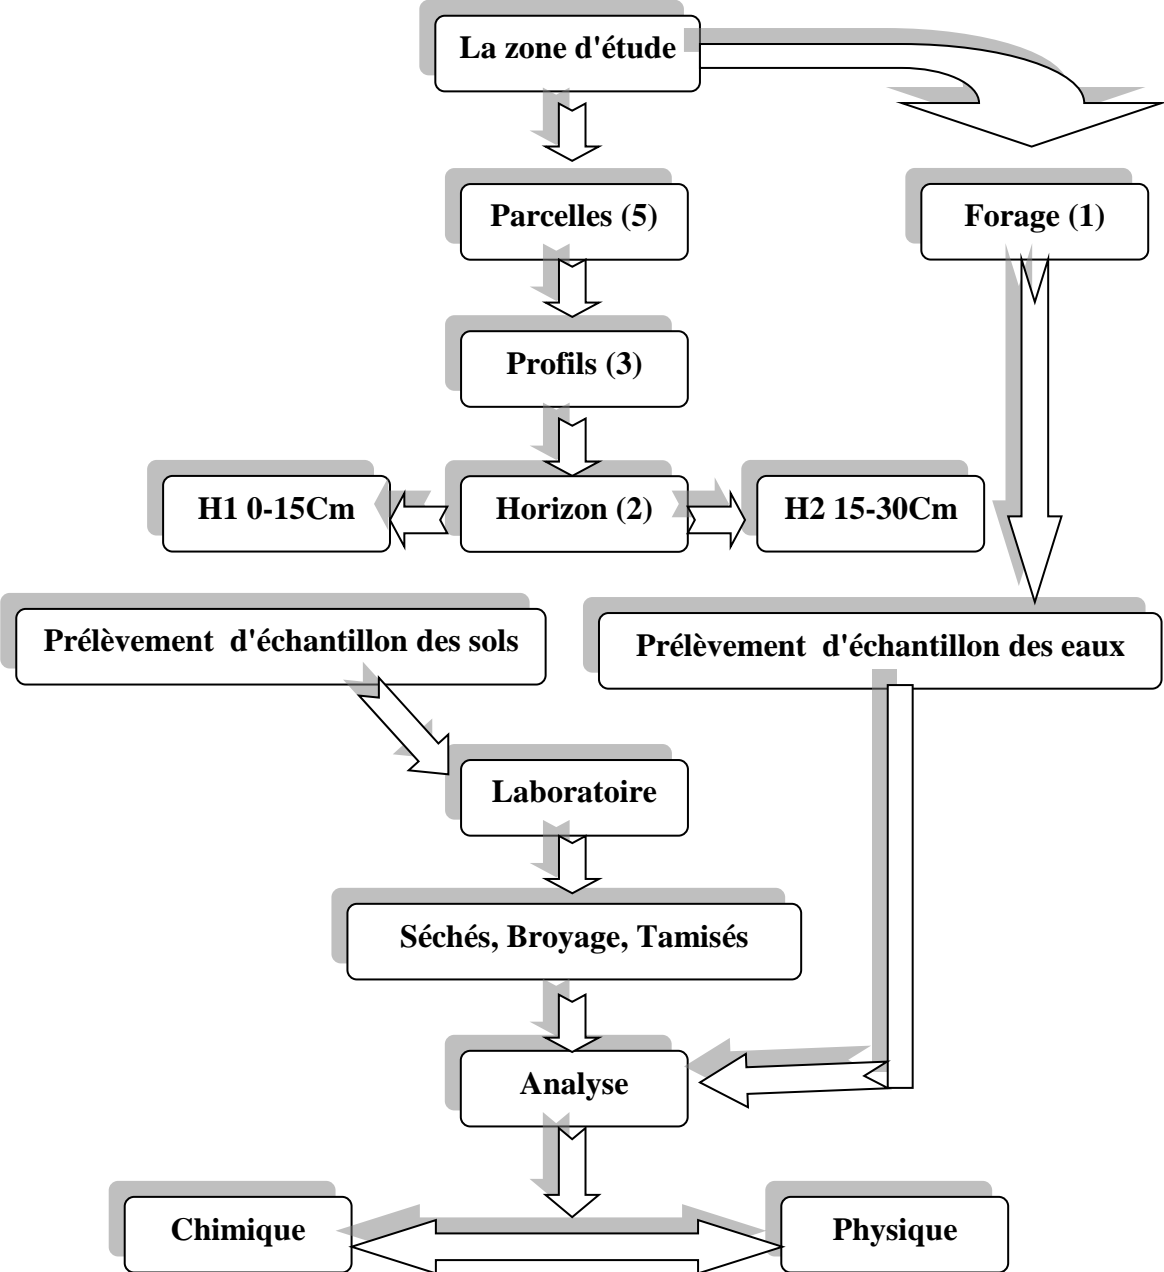 La zone d'étude
Parcelles (5)
Forage (1)
Profils (3)
H1 0-15Cm
Horizon (2)
H2 15-30Cm
Prélèvement  d'échantillon des sols
Prélèvement  d'échantillon des eaux
Laboratoire
Séchés, Broyage, Tamisés
Analyse
Chimique
Physique